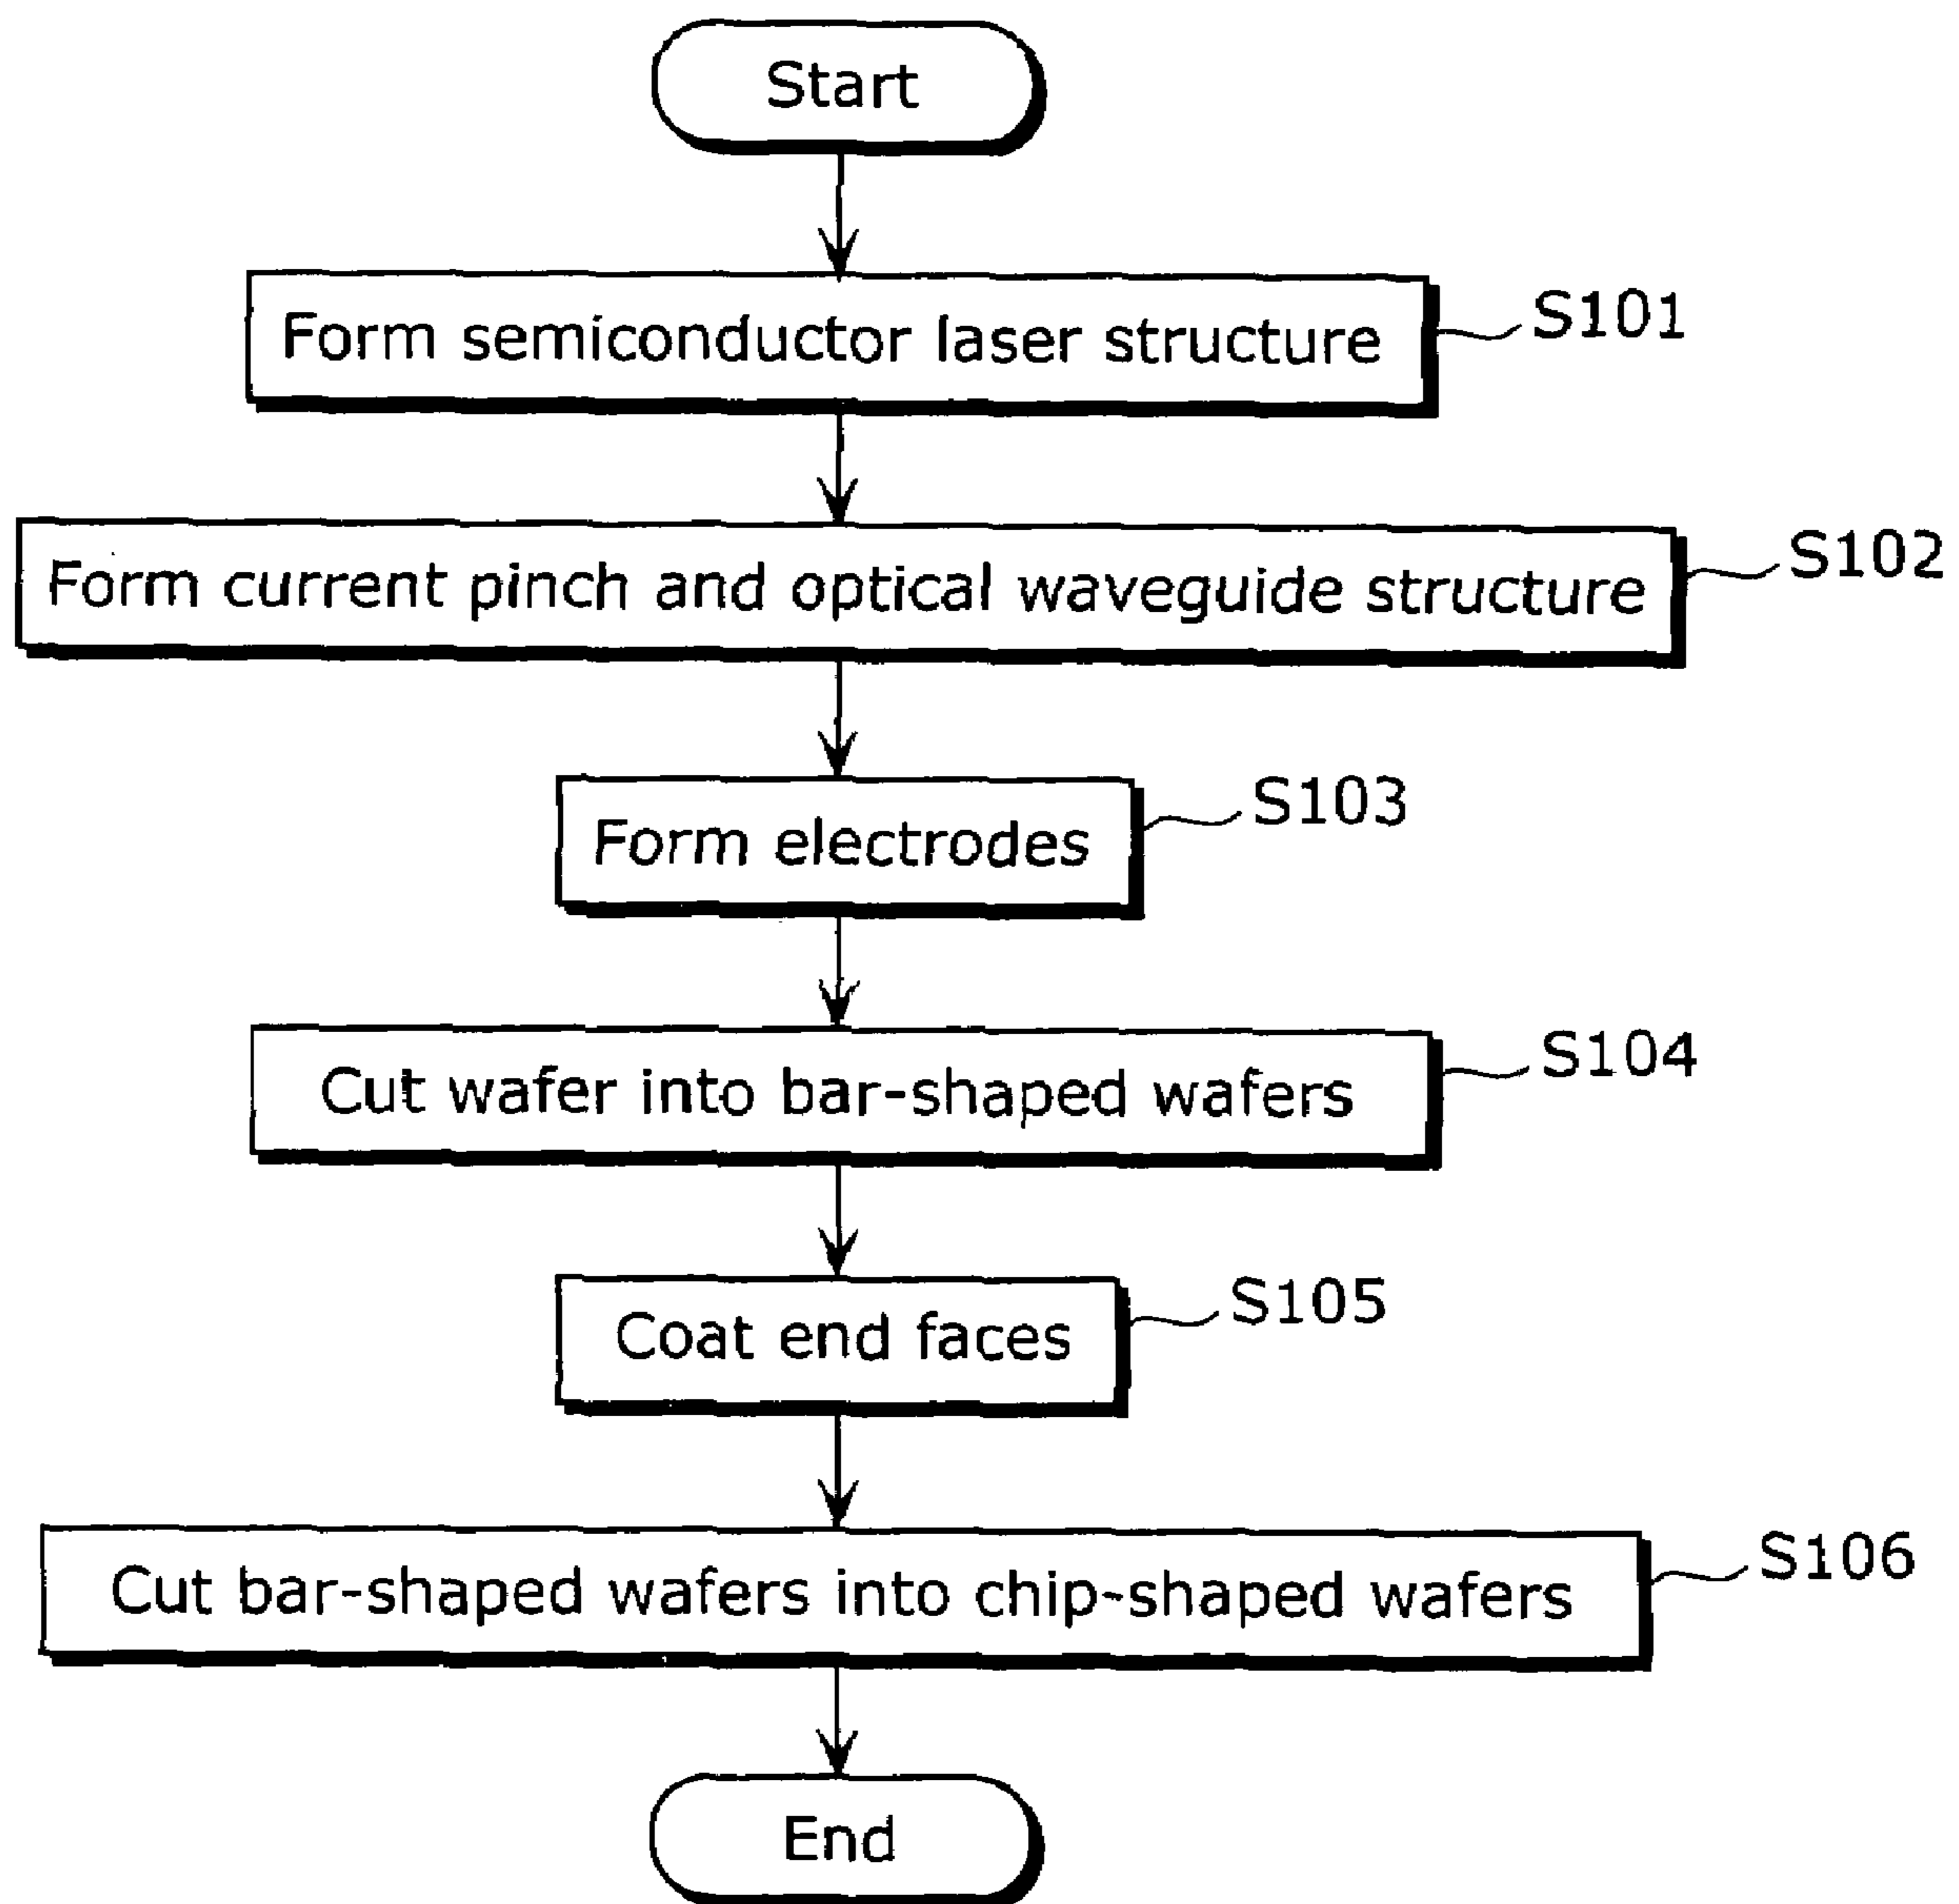 Start
Form semiconductor laser structure
S101
Form current pinch and optical waveguide structure
S102
Form electrodes
S103
Cut wafer into bar-shaped wafers
S104
Coat end faces
S105
Cut bar-shaped wafers into chip-shaped wafers
S106
End